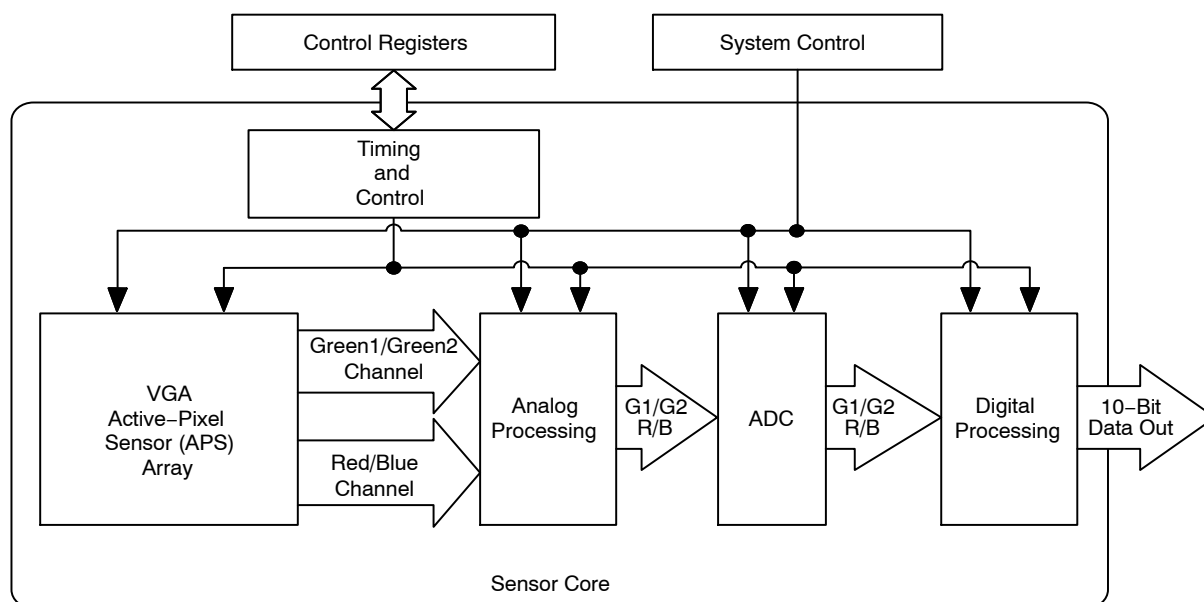 Control Registers
System Control
Timing
and
Control
VGA
Active−Pixel
Sensor (APS)
Array
Green1/Green2
Channel
Red/Blue
Channel
Analog
Processing
G1/G2
R/B
ADC
G1/G2
R/B
Digital
Processing
10−Bit
Data Out
Sensor Core